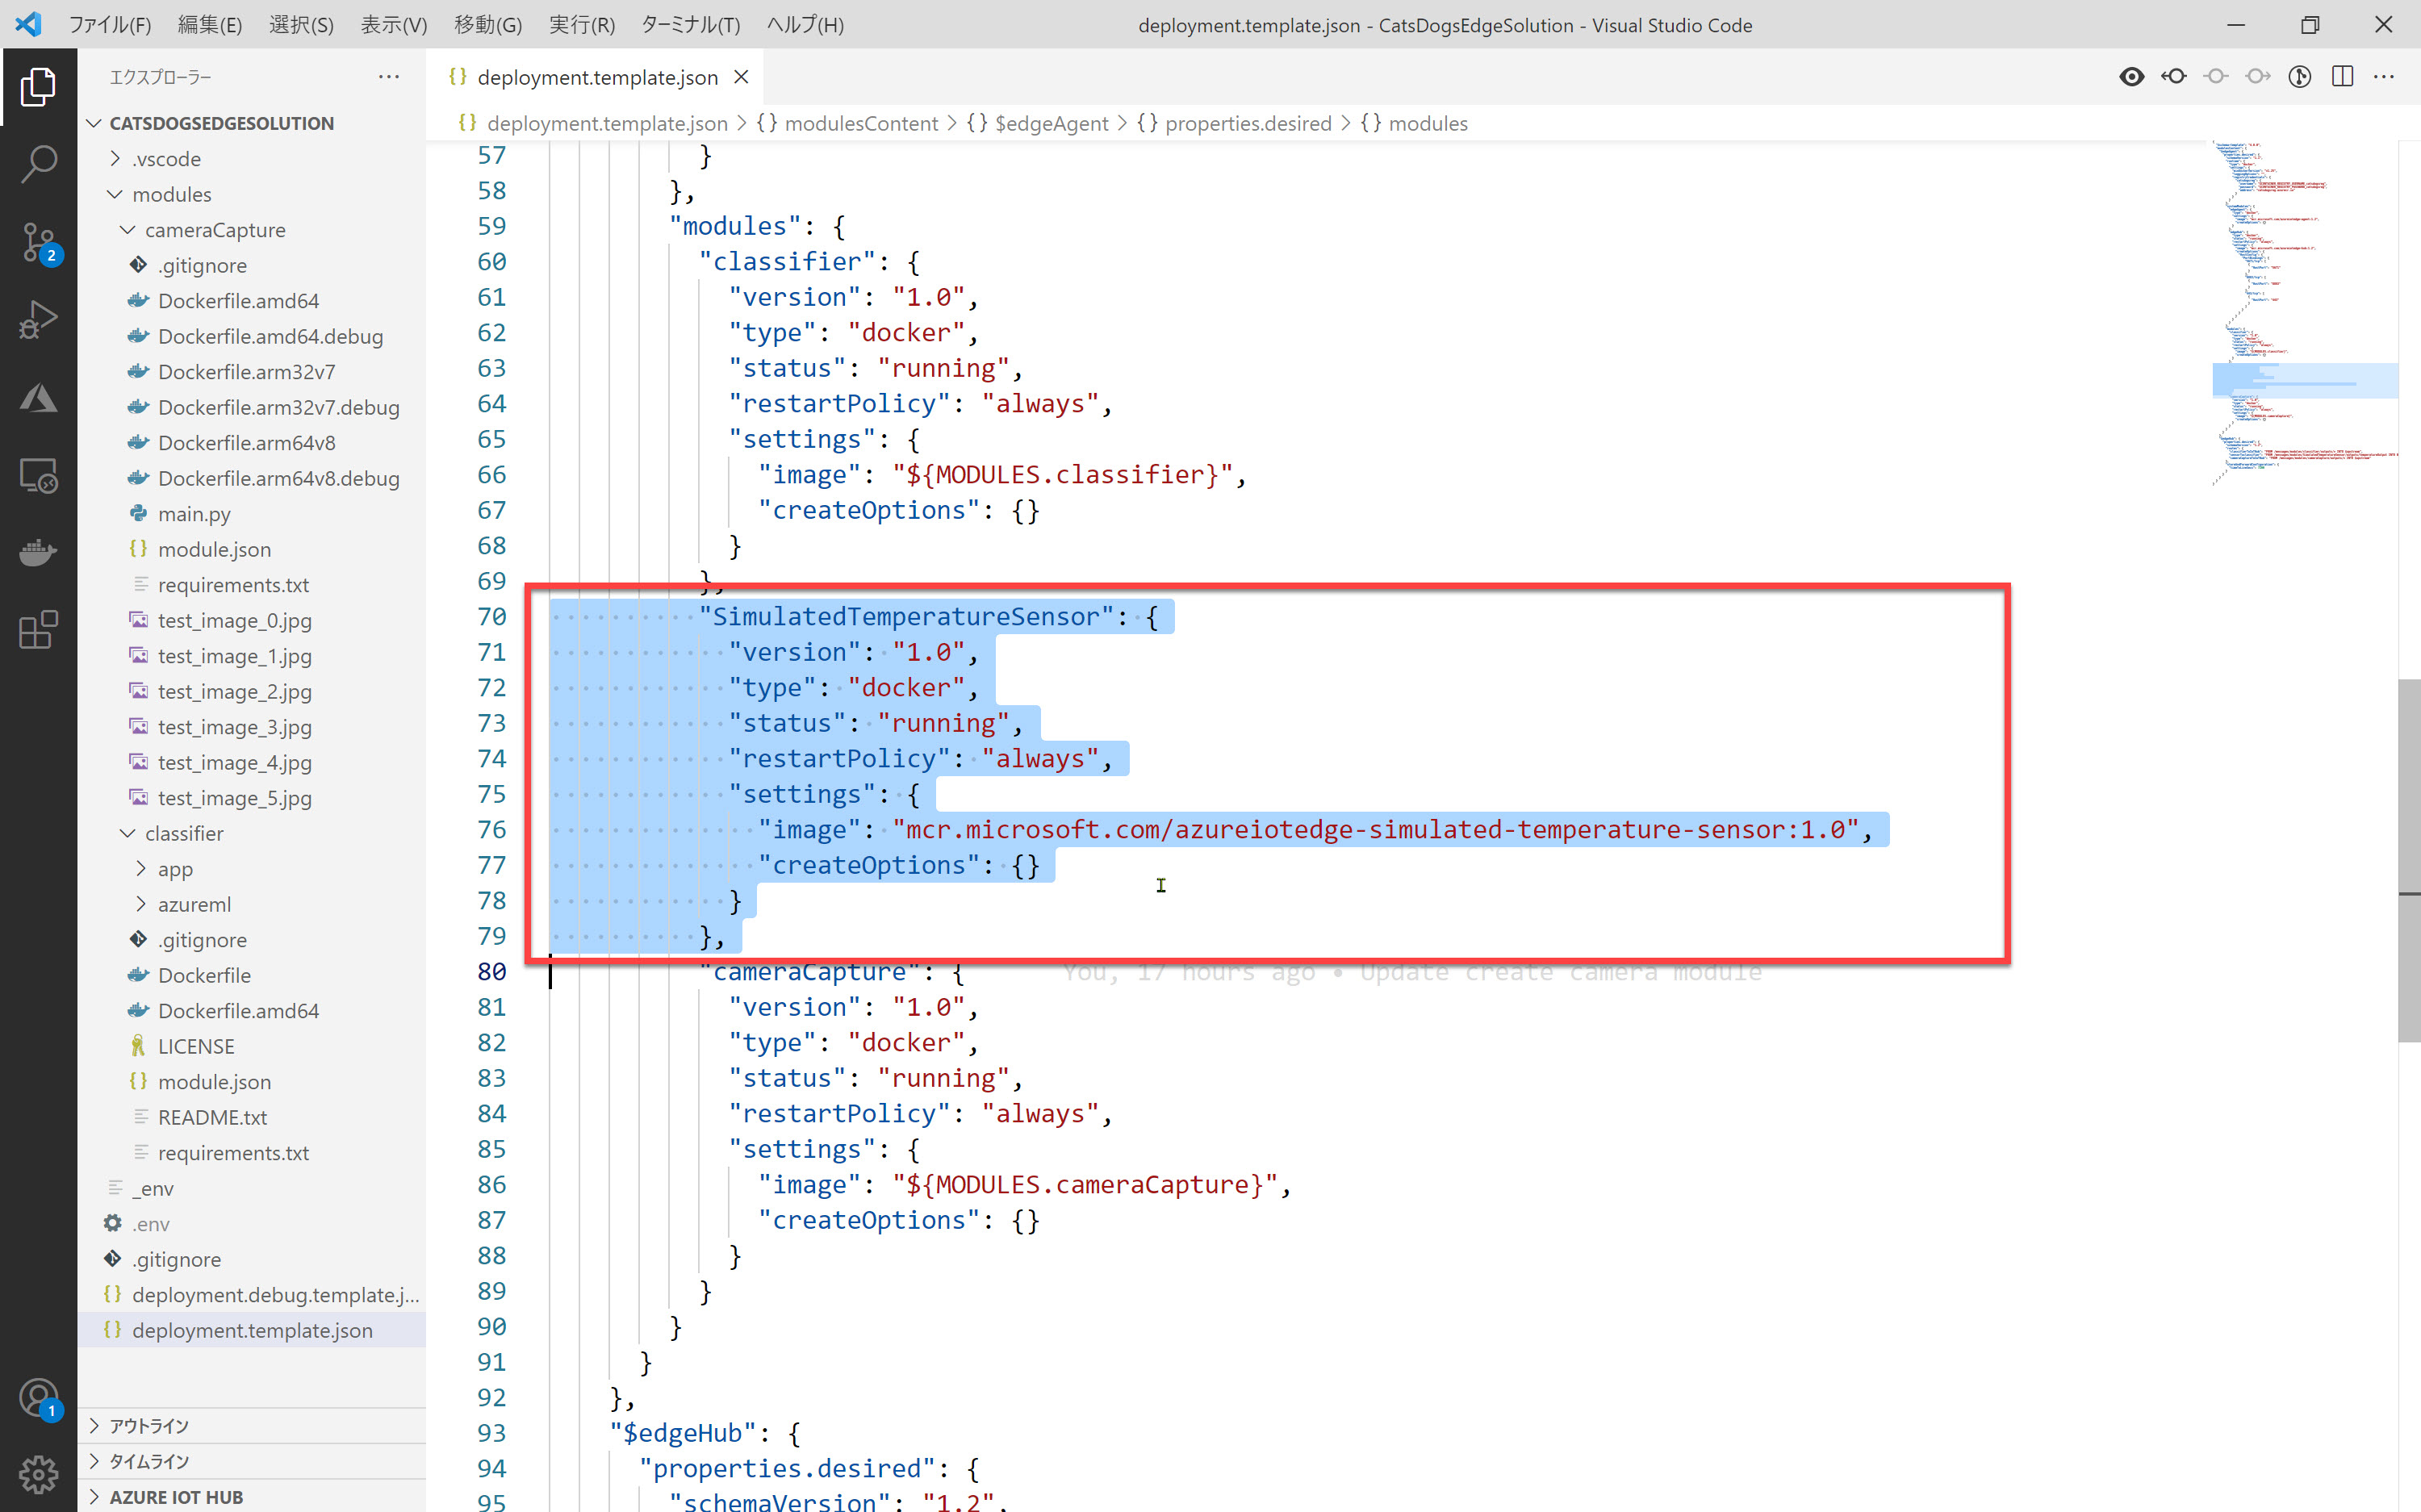 ファイル(F) 編集(E) 選択(S) 表示(V) 移動(G) 実行(R) ターミナル(T) ヘルプ(H)
deployment.template.json - CatsDogsEdgeSolution - Visual Studio Code
エクスプローラー
CATSDOGSEDGESOLUTION
.vscode
modules
cameraCapture
.gitignore
Dockerfile.amd64
Dockerfile.amd64.debug
Dockerfile.arm32v7
Dockerfile.arm32v7.debug
Dockerfile.arm64v8
Dockerfile.arm64v8.debug
main.py
module.json
requirements.txt
test_image_0.jpg
test_image_1.jpg
test_image_2.jpg
test_image_3.jpg
test_image_4.jpg
test_image_5.jpg
classifier
app
azureml
.gitignore
Dockerfile
Dockerfile.amd64
LICENSE
module.json
README.txt
requirements.txt
_env
.env
.gitignore
deployment.debug.template.j...
deployment.template.json
アウトライン
タイムライン
AZURE IOT HUB
2
1
{} deployment.template.json
{} deployment.template.json > {} modulesContent > {} $edgeAgent > {} properties.desired > {} modules
57 }
58 },
59 "modules": {
60 "classifier": {
61 "version": "1.0",
62 "type": "docker",
63 "status": "running",
64 "restartPolicy": "always",
65 "settings": {
66 "image": "${MODULES.classifier}",
67 "createOptions": {}
68 }
69 },
70 "SimulatedTemperatureSensor": {
71 "version": "1.0",
72 "type": "docker",
73 "status": "running",
74 "restartPolicy": "always",
75 "settings": {
76 "image": "mcr.microsoft.com/azureiotedge-simulated-temperature-sensor:1.0",
77 "createOptions": {}
78 }
79 },
80 "cameraCapture": { You, 17 hours ago • Update create camera module
81 "version": "1.0",
82 "type": "docker",
83 "status": "running",
84 "restartPolicy": "always",
85 "settings": {
86 "image": "${MODULES.cameraCapture}",
87 "createOptions": {}
88 }
89 }
90 }
91 }
92 },
93 "$edgeHub": {
94 "properties.desired": {
95 "schemaVersion": "1.2",